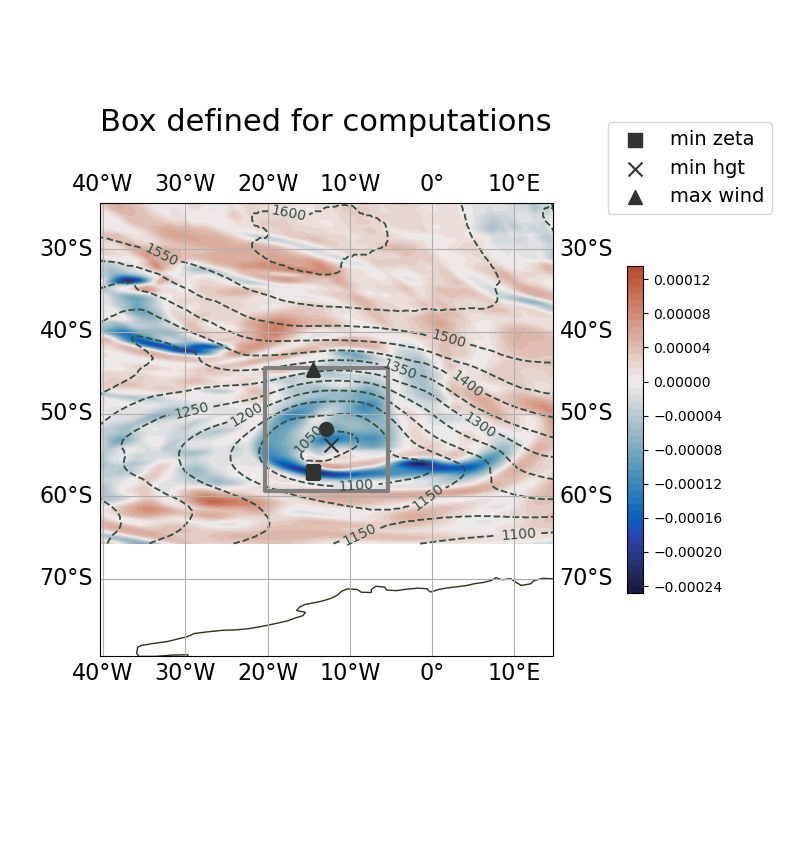 Box defined for computations
min zeta
min hgt
max wind
40°W 30°W 20°W 10°W 0° 10°E
1600
1550
30°S 30°S
0.00012
0.00008
40°S 40°S
1500
0.00004
1350
1400
0.00000
1250
1200
50°S 50°S
1300
−0.00004
1050
−0.00008
1100
1150
60°S 60°S
−0.00012
1150
1100
−0.00016
70°S 70°S
−0.00020
−0.00024
40°W 30°W 20°W 10°W 0° 10°E